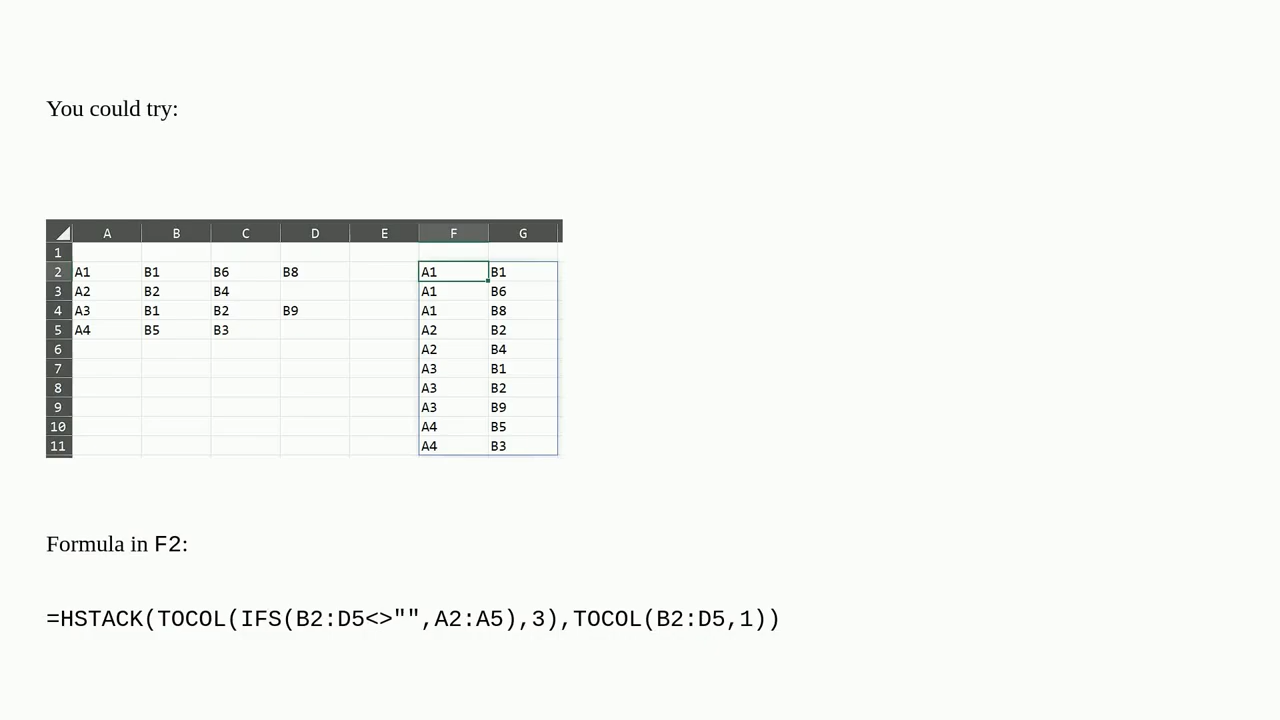 You could try:
A B C D E F G
1
2 A1 B1 B6 B8 A1 B1
3 A2 B2 B4 A1 B6
4 A3 B1 B2 B9 A1 B8
5 A4 B5 B3 A2 B2
6 A2 B4
7 A3 B1
8 A3 B2
9 A3 B9
10 A4 B5
11 A4 B3
Formula in F2:
=HSTACK(TOCOL(IFS(B2:D5<>"",A2:A5),3),TOCOL(B2:D5,1))